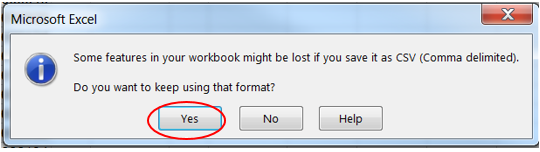 Microsoft Excel
Some features in your workbook might be lost if you save it as CSV (Comma delimited).
Do you want to keep using that format?
Yes
No
Help